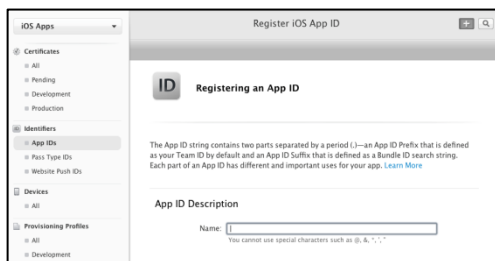 iOS Apps
Register iOS App ID
Certificates
All
Pending
Development
Production
Identifiers
App IDs
Pass Type IDs
Website Push IDs
Devices
All
Provisioning Profiles
All
Development
ID
Registering an App ID
The App ID string contains two parts separated by a period (.)—an App ID Prefix that is defined
as your Team ID by default and an App ID Suffix that is defined as a Bundle ID search string.
Each part of an App ID has different and important uses for your app. Learn More
App ID Description
Name:
You cannot use special characters such as @, &, *, ', "